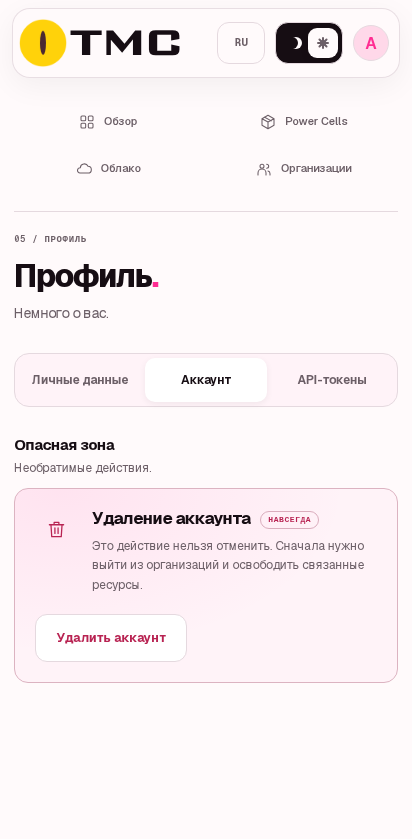 TMC
RU
A
Обзор
Power Cells
Облако
Организации
05 / ПРОФИЛЬ
Профиль.
Немного о вас.
Личные данные
Аккаунт
API-токены
Опасная зона
Необратимые действия.
Удаление аккаунта НАВСЕГДА
Это действие нельзя отменить. Сначала нужно
выйти из организаций и освободить связанные
ресурсы.
Удалить аккаунт